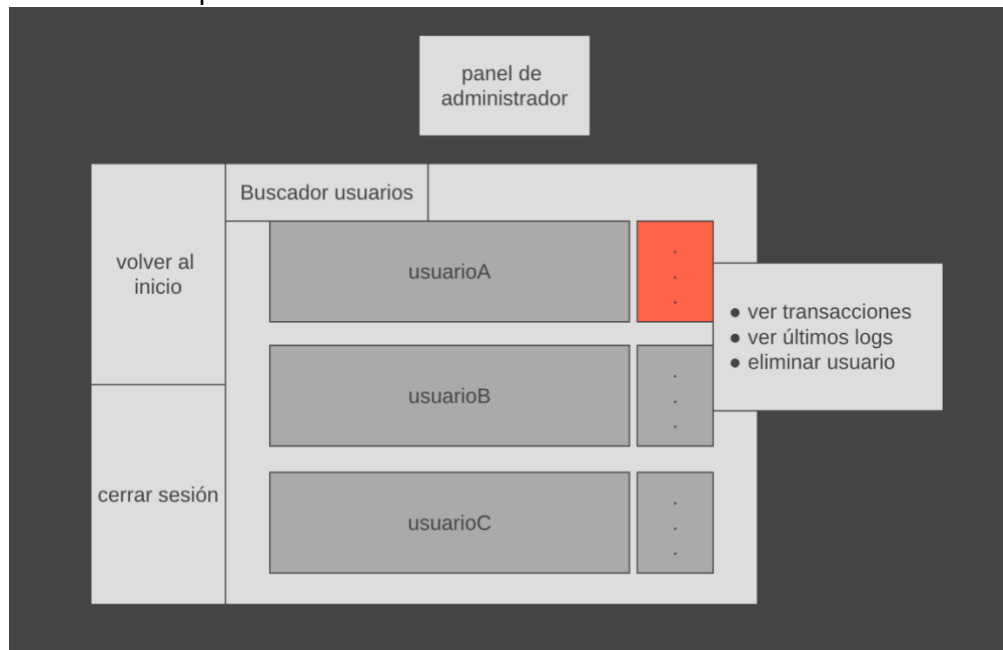 panel de
administrador
Buscador usuarios
volver al
inicio
usuarioA
.
.
.
● ver transacciones
● ver últimos logs
● eliminar usuario
usuarioB
.
.
.
cerrar sesión
usuarioC
.
.
.